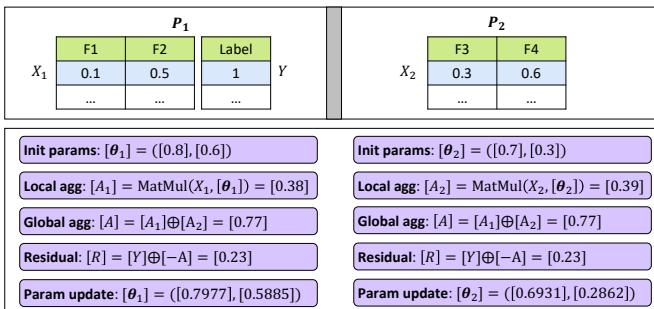 P₁
F1 F2 Label
X₁ 0.1 0.5 1 Y
... ... ...
P₂
F3 F4
X₂ 0.3 0.6
... ...
Init params: [θ₁] = ([0.8], [0.6])
Local agg: [A₁] = MatMul(X₁, [θ₁]) = [0.38]
Global agg: [A] = [A₁]⊕[A₂] = [0.77]
Residual: [R] = [Y]⊕[−A] = [0.23]
Param update: [θ₁] = ([0.7977], [0.5885])
Init params: [θ₂] = ([0.7], [0.3])
Local agg: [A₂] = MatMul(X₂, [θ₂]) = [0.39]
Global agg: [A] = [A₁]⊕[A₂] = [0.77]
Residual: [R] = [Y]⊕[−A] = [0.23]
Param update: [θ₂] = ([0.6931], [0.2862])